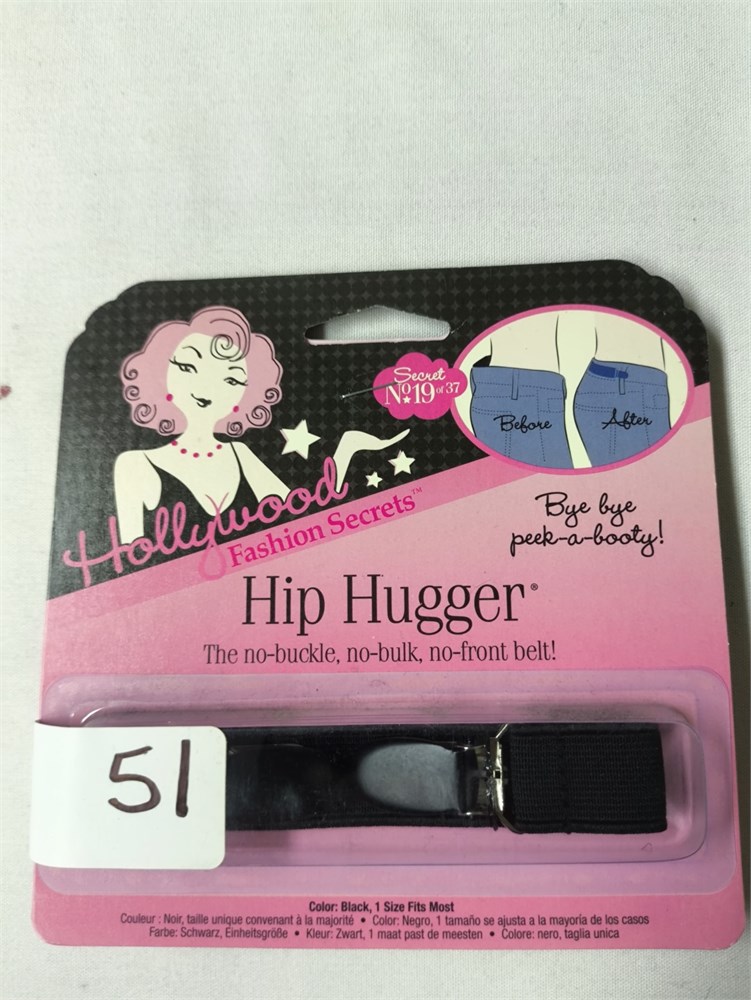 Secret
No 19 of 37
Before
After
Hollywood
Fashion Secrets™
Bye bye
peek-a-booty!
Hip Hugger®
The no-buckle, no-bulk, no-front belt!
51
Color: Black, 1 Size Fits Most
Couleur : Noir, taille unique convenant à la majorité • Color: Negro, 1 tamaño se ajusta a la mayoría de los casos
Farbe: Schwarz, Einheitsgröße • Kleur: Zwart, 1 maat past de meesten • Colore: nero, taglia unica